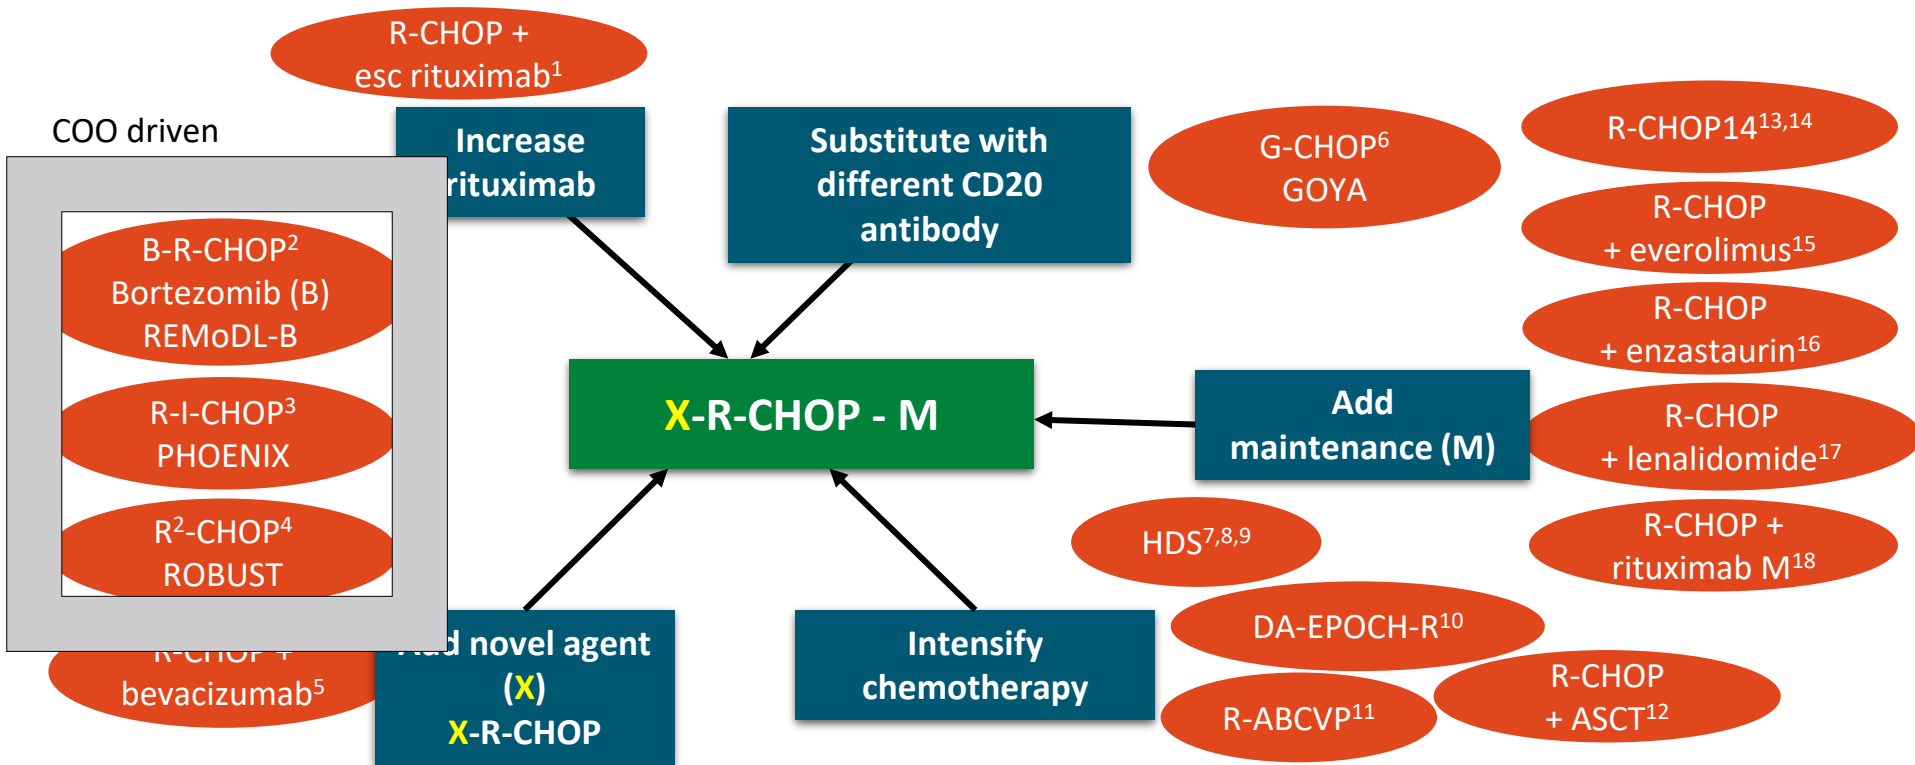 R-CHOP +
esc rituximab¹
COO driven
Increase
rituximab
Substitute with
different CD20
antibody
G-CHOP⁶
GOYA
R-CHOP14¹³,¹⁴
R-CHOP
+ everolimus¹⁵
B-R-CHOP²
Bortezomib (B)
REMoDL-B
R-CHOP
+ enzastaurin¹⁶
X-R-CHOP - M
Add
maintenance (M)
R-I-CHOP³
PHOENIX
R-CHOP
+ lenalidomide¹⁷
R²-CHOP⁴
ROBUST
HDS⁷,⁸,⁹
R-CHOP +
rituximab M¹⁸
R-CHOP +
bevacizumab⁵
Add novel agent
(X)
X-R-CHOP
Intensify
chemotherapy
DA-EPOCH-R¹⁰
R-ABCVP¹¹
R-CHOP
+ ASCT¹²